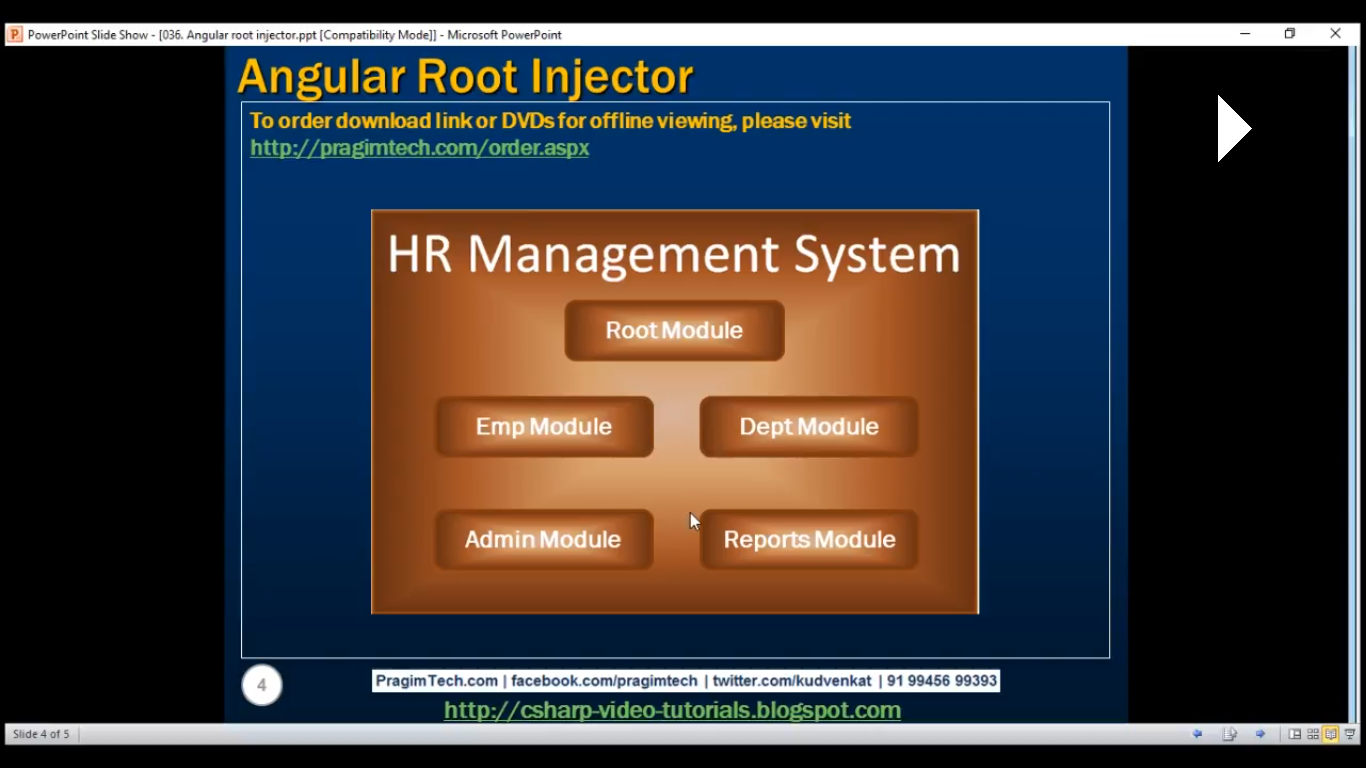 PowerPoint Slide Show - [036. Angular root injector.ppt [Compatibility Mode]] - Microsoft PowerPoint
Angular Root Injector
To order download link or DVDs for offline viewing, please visit
http://pragimtech.com/order.aspx
HR Management System
Root Module
Emp Module
Dept Module
Admin Module
Reports Module
4
PragimTech.com | facebook.com/pragimtech | twitter.com/kudvenkat | 91 99456 99393
http://csharp-video-tutorials.blogspot.com
Slide 4 of 5